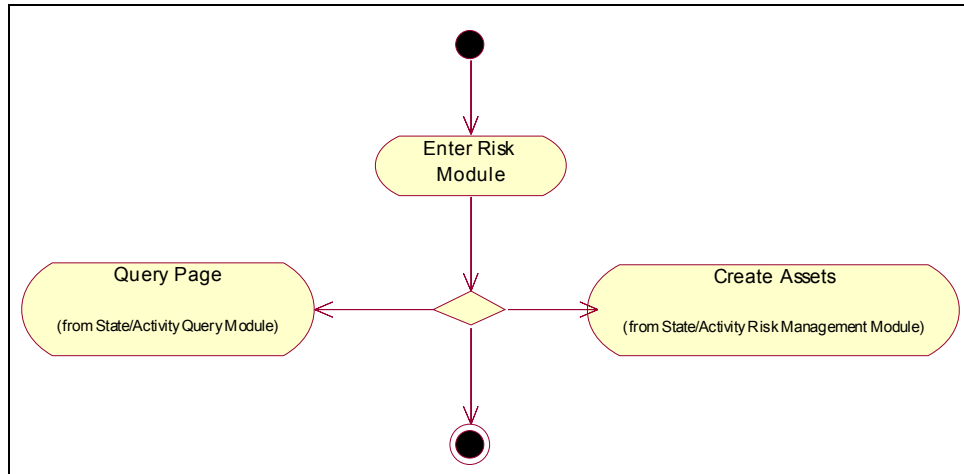 Enter Risk
Module
Query Page
(from State/Activity Query Module)
Create Assets
(from State/Activity Risk Management Module)